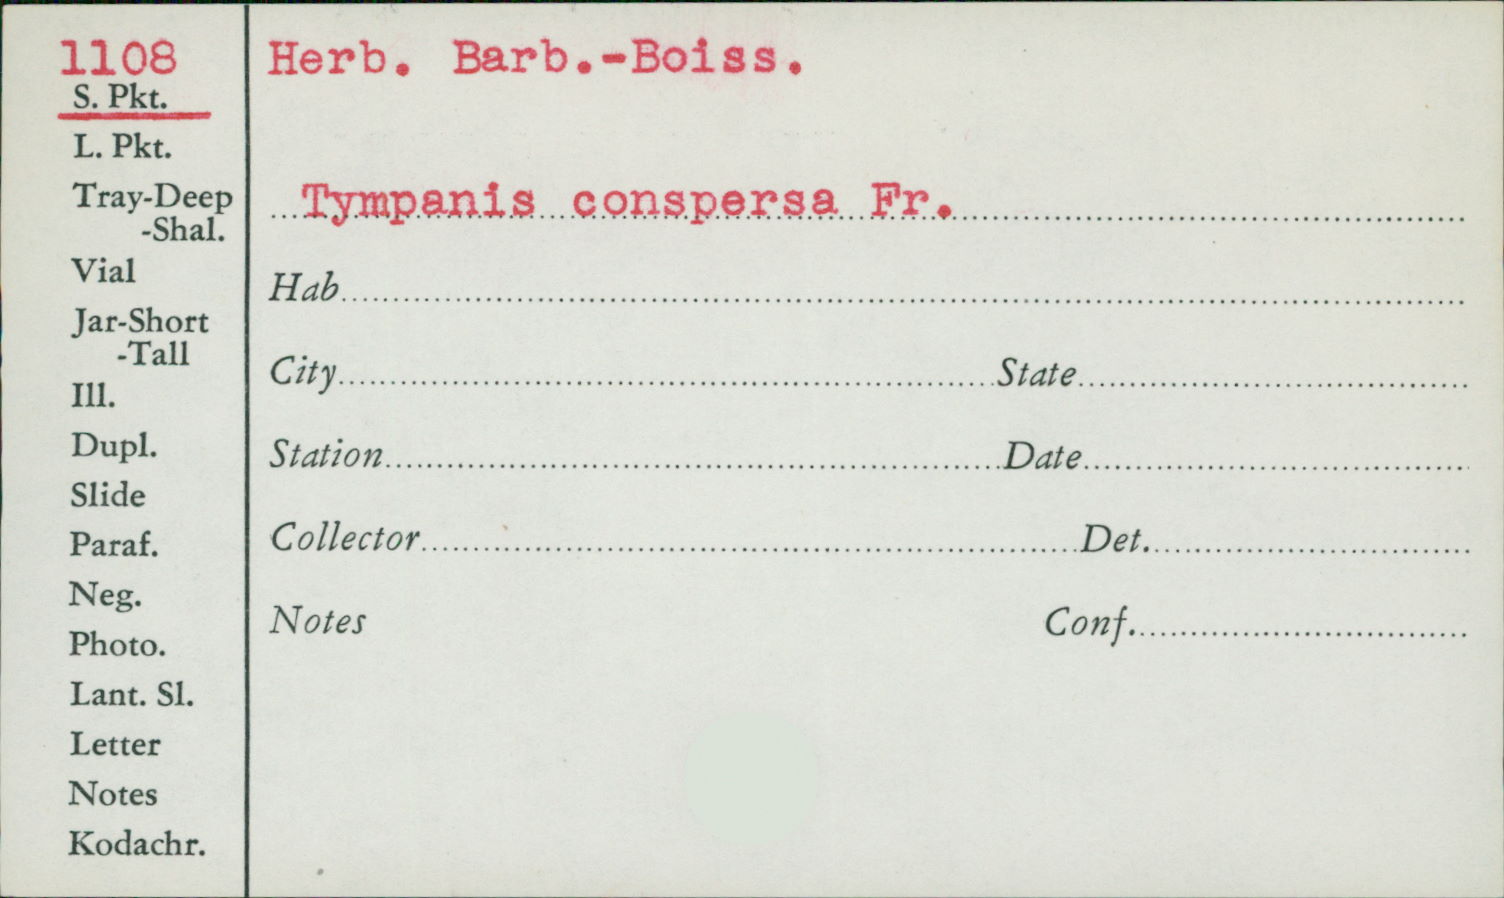 1108
S. Pkt.
L. Pkt.
Tray-Deep
-Shal.
Vial
Jar-Short
-Tall
Ill.
Dupl.
Slide
Paraf.
Neg.
Photo.
Lant. Sl.
Letter
Notes
Kodachr.
Herb. Barb.-Boiss.
Tympanis conspersa Fr.
Hab
City State
Station Date
Collector Det.
Notes Conf.